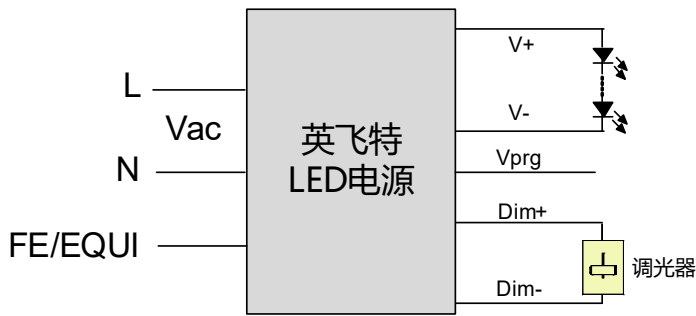 L
Vac
N
FE/EQUI
英飞特
LED电源
V+
V-
Vprg
Dim+
Dim-
调光器